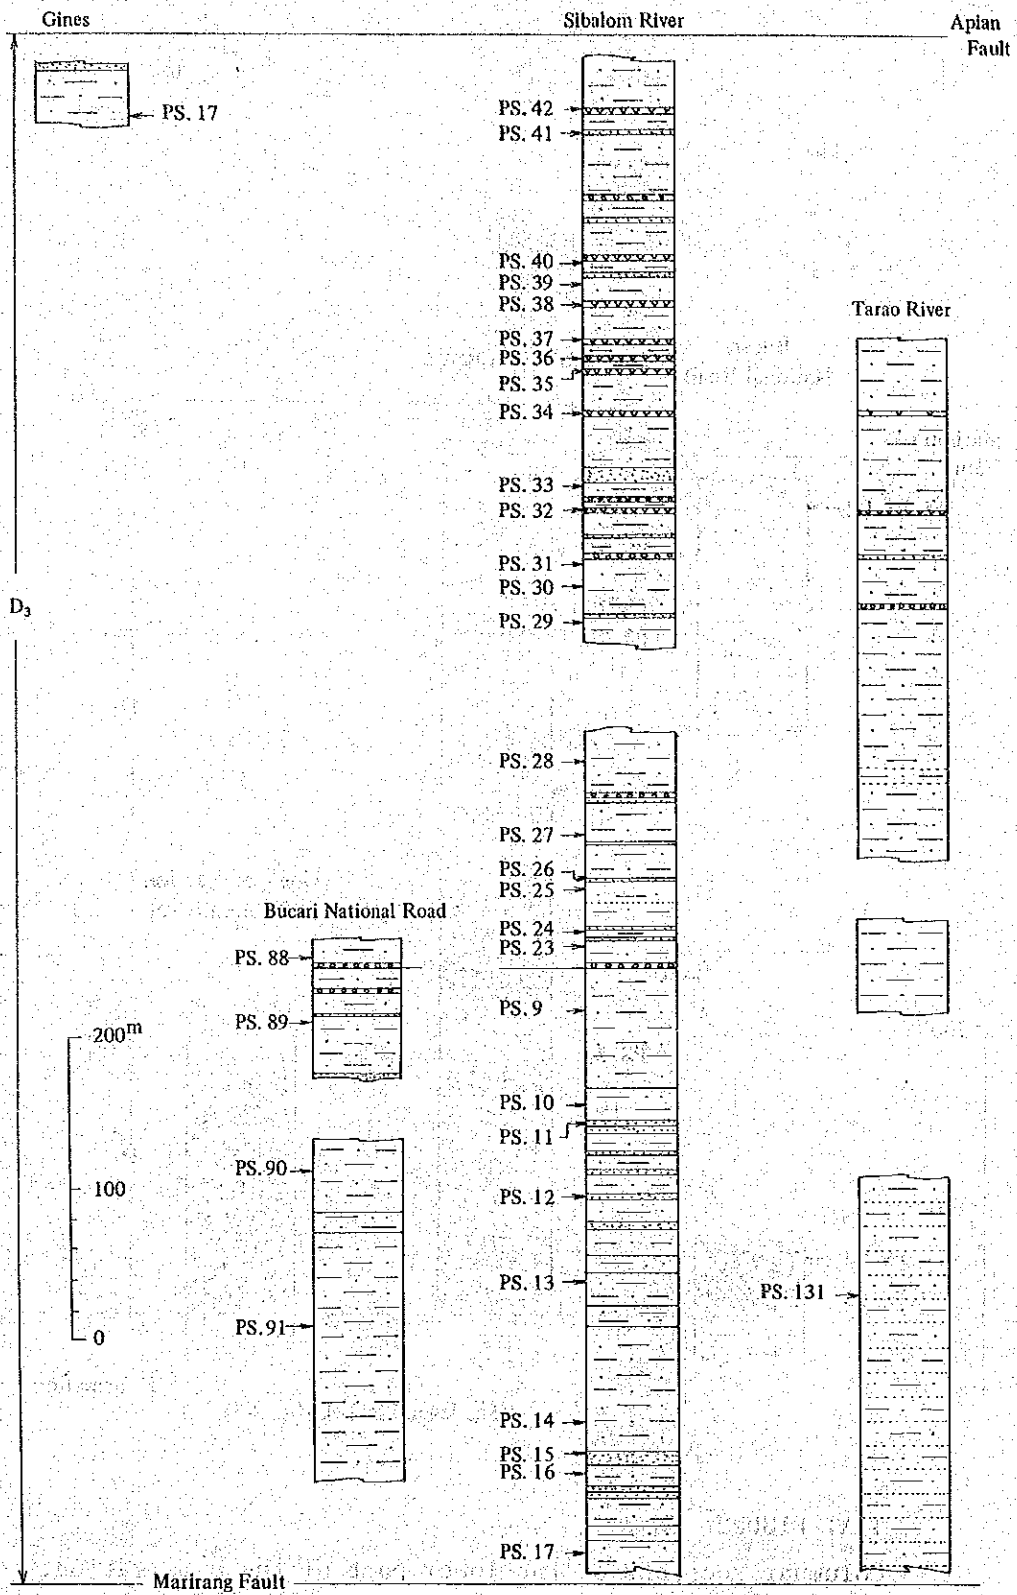 Gines
Sibalom River
Apian
Fault
PS. 17
PS. 42
PS. 41
PS. 40
PS. 39
PS. 38
PS. 37
PS. 36
PS. 35
PS. 34
PS. 33
PS. 32
PS. 31
PS. 30
PS. 29
Tarao River
D3
PS. 28
PS. 27
PS. 26
PS. 25
PS. 24
PS. 23
PS. 9
PS. 10
PS. 11
PS. 12
PS. 13
PS. 14
PS. 15
PS. 16
PS. 17
Bucari National Road
PS. 88
PS. 89
PS. 90
PS. 91
200m
100
0
PS. 131
Marirang Fault